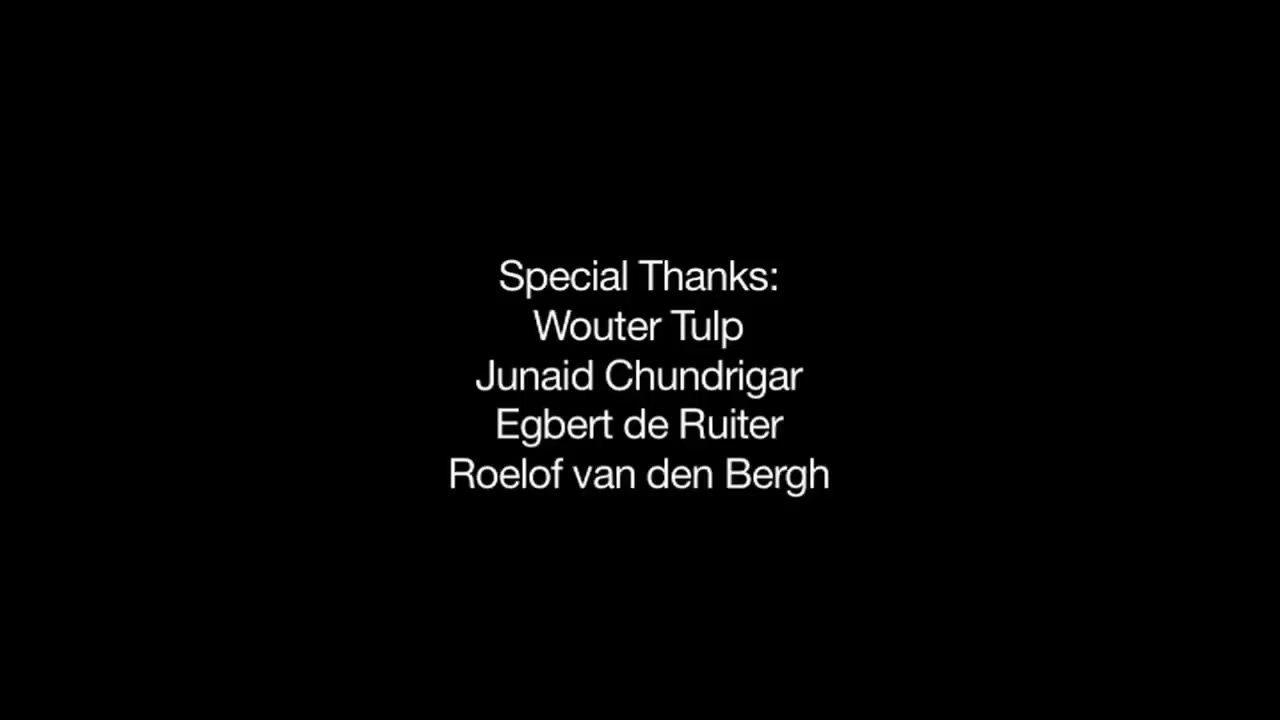 Special Thanks:
Wouter Tulp
Junaid Chundrigar
Egbert de Ruiter
Roelof van den Bergh